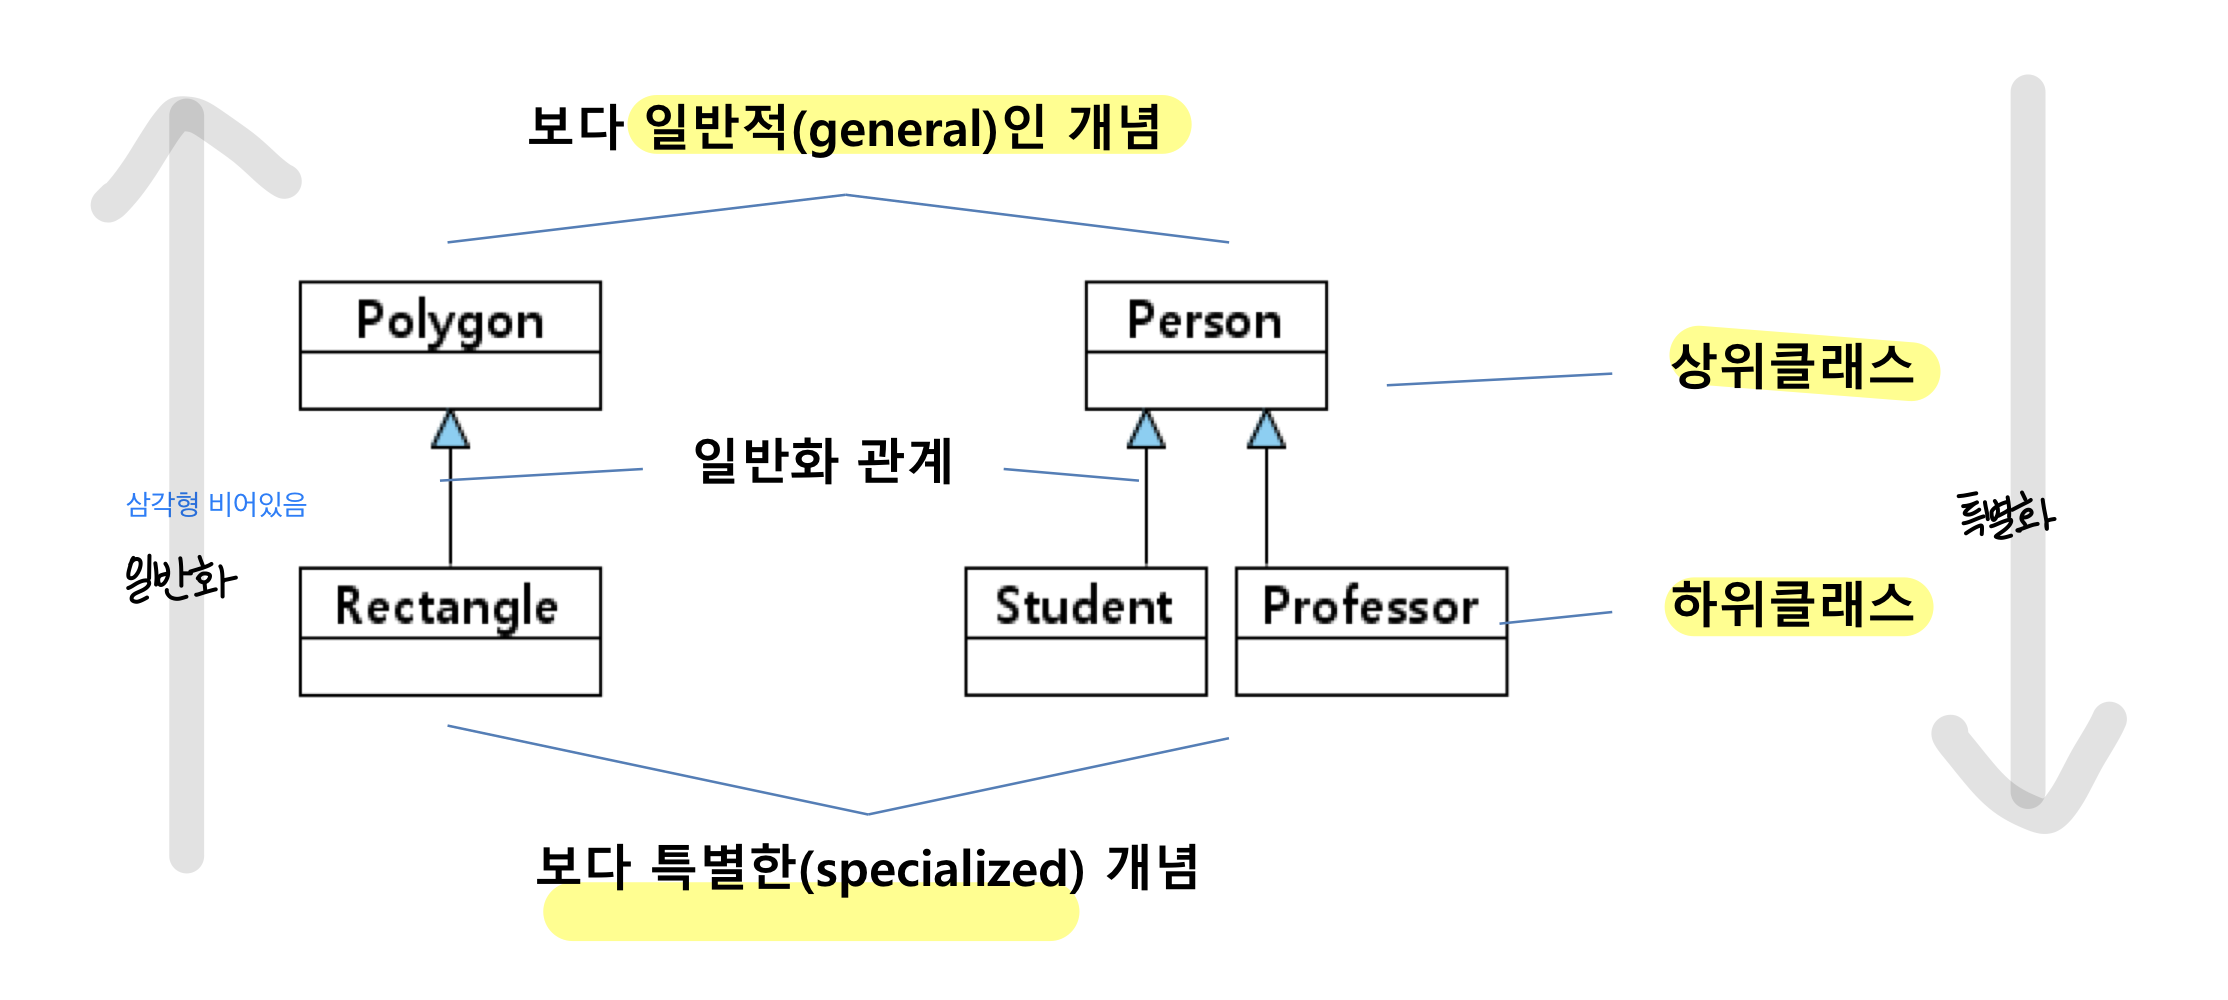 보다 일반적(general)인 개념
Polygon
Person
상위클래스
일반화 관계
삼각형 비어있음
일반화
특별화
Rectangle
Student
Professor
하위클래스
보다 특별한(specialized) 개념